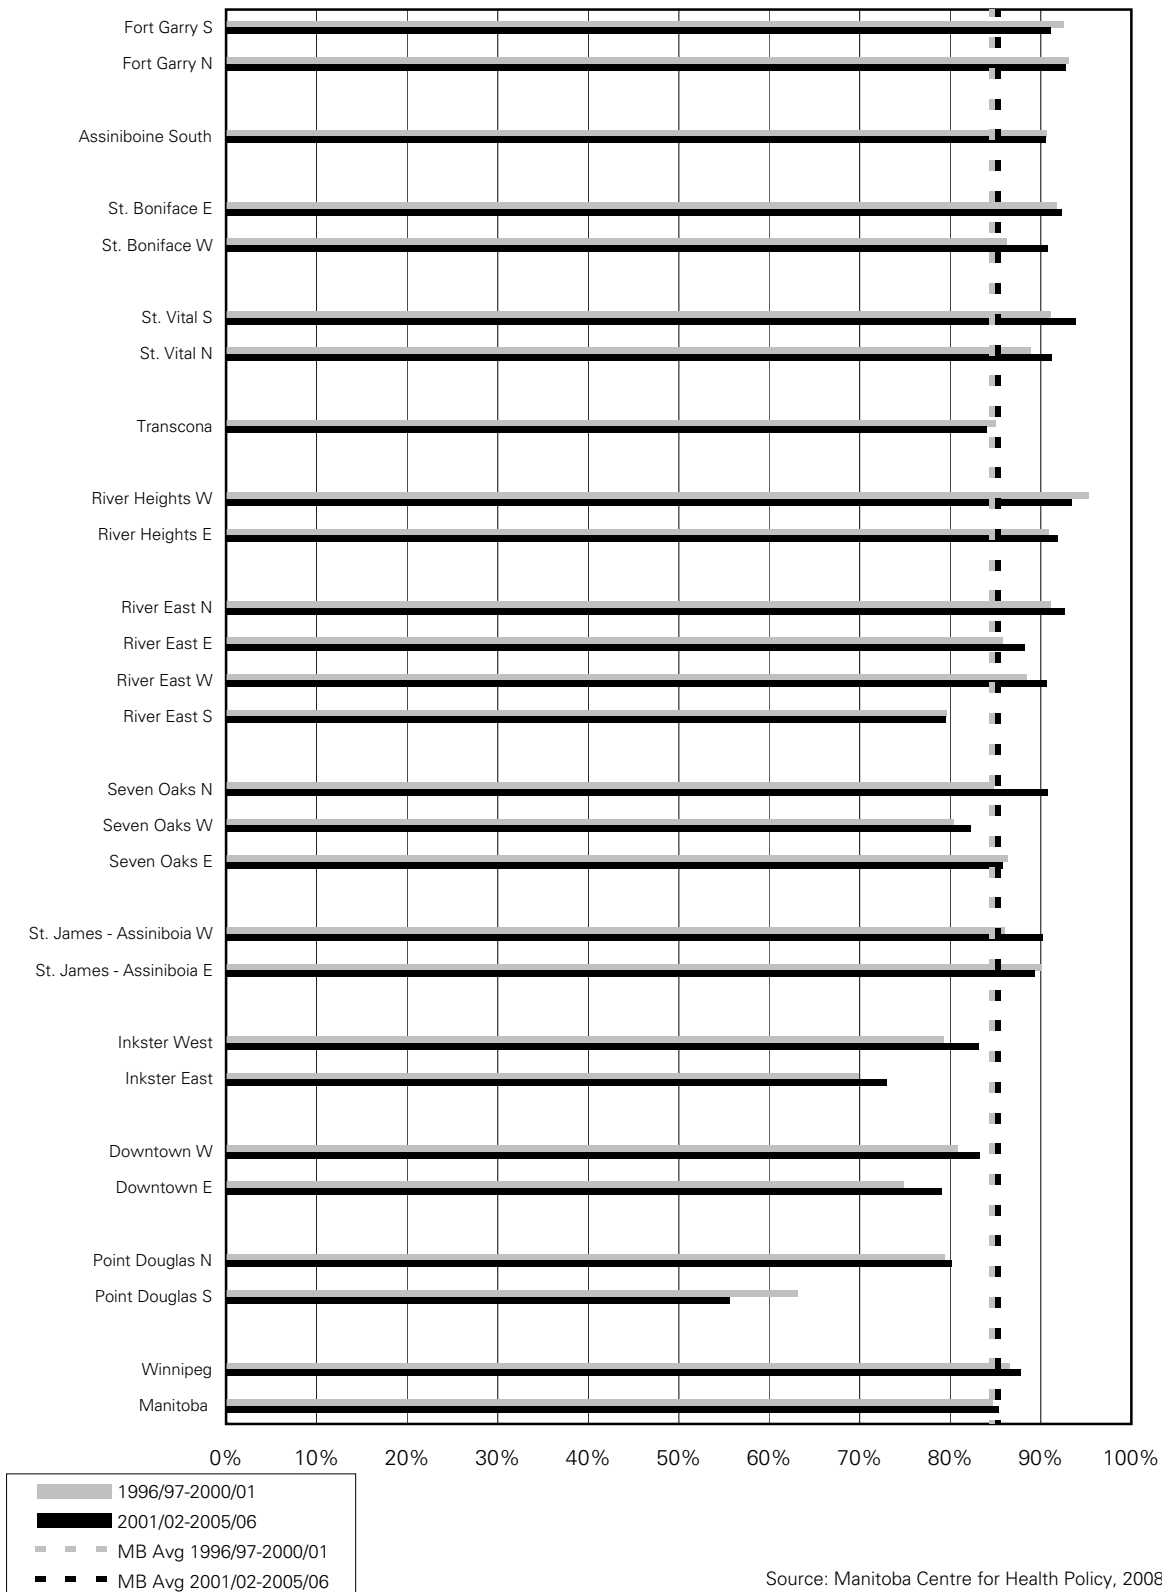 Fort Garry S
Fort Garry N
Assiniboine South
St. Boniface E
St. Boniface W
St. Vital S
St. Vital N
Transcona
River Heights W
River Heights E
River East N
River East E
River East W
River East S
Seven Oaks N
Seven Oaks W
Seven Oaks E
St. James - Assiniboia W
St. James - Assiniboia E
Inkster West
Inkster East
Downtown W
Downtown E
Point Douglas N
Point Douglas S
Winnipeg
Manitoba
0% 10% 20% 30% 40% 50% 60% 70% 80% 90% 100%
1996/97-2000/01
2001/02-2005/06
MB Avg 1996/97-2000/01
MB Avg 2001/02-2005/06
Source: Manitoba Centre for Health Policy, 2008